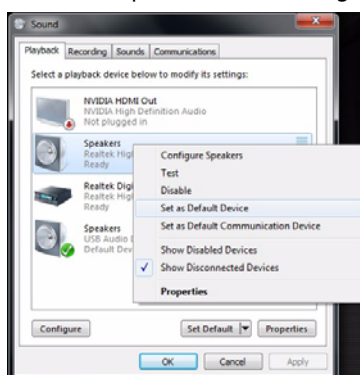 Sound
Playback Recording Sounds Communications
Select a playback device below to modify its settings:
NVIDIA HDMI Out
NVIDIA High Definition Audio
Not plugged in
Speakers
Realtek High
Ready
Realtek Digi
Realtek High
Ready
Speakers
USB Audio
Default Dev
Configure Speakers
Test
Disable
Set as Default Device
Set as Default Communication Device
Show Disabled Devices
Show Disconnected Devices
Properties
Configure Set Default Properties
OK Cancel Apply